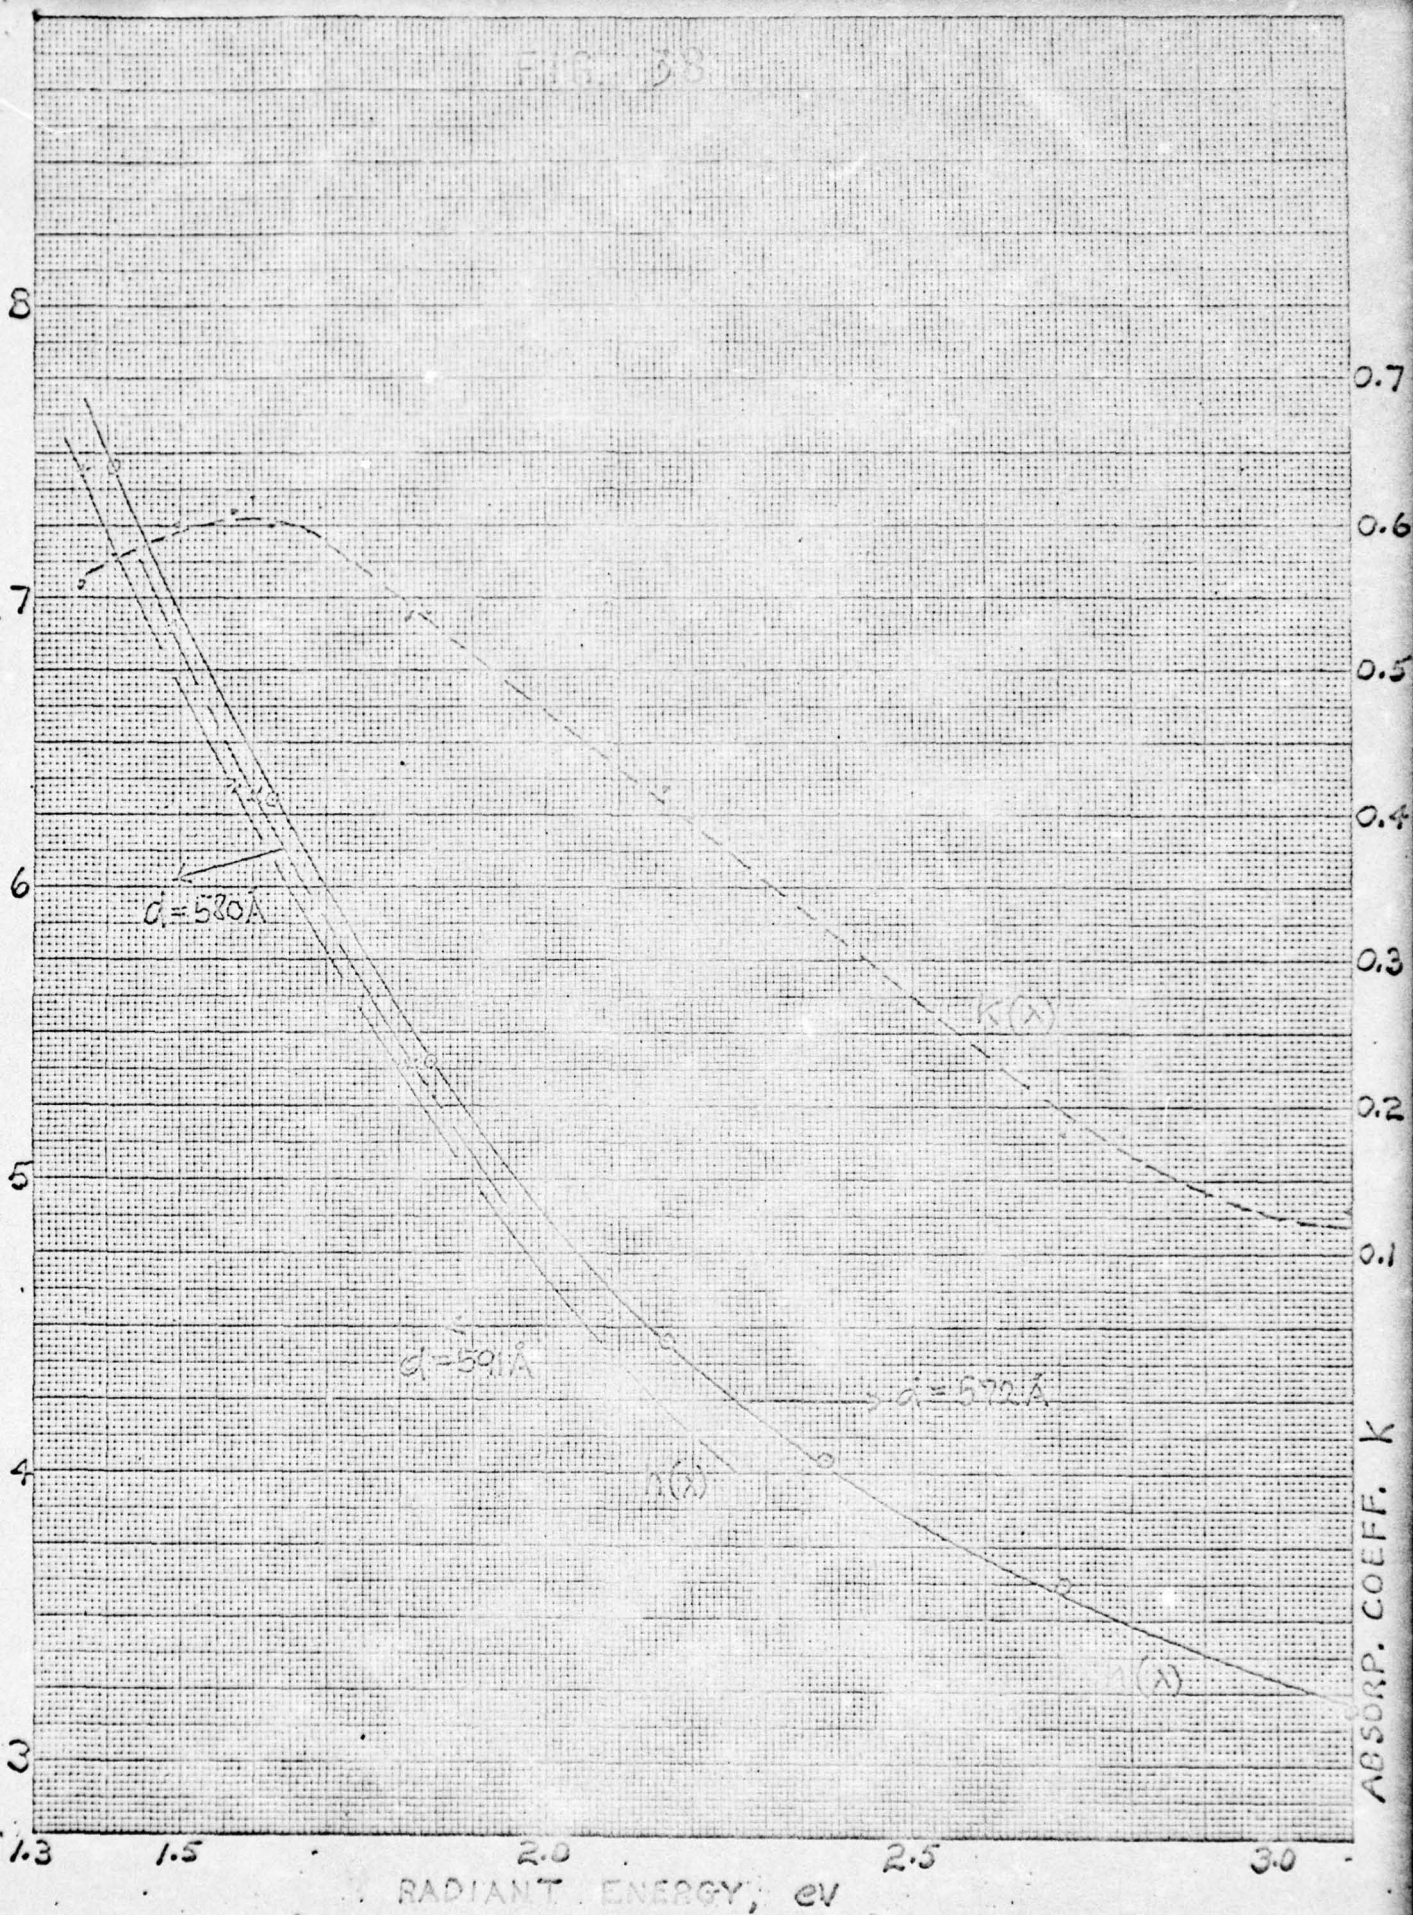 FIG. 38
8
7
6
5
4
3
0.7
0.6
0.5
0.4
0.3
0.2
0.1
d=580Å
K(λ)
d=591Å
d=572Å
n(λ)
n(λ)
ABSORP. COEFF. K
1.3 1.5 2.0 2.5 3.0
RADIANT ENERGY, eV